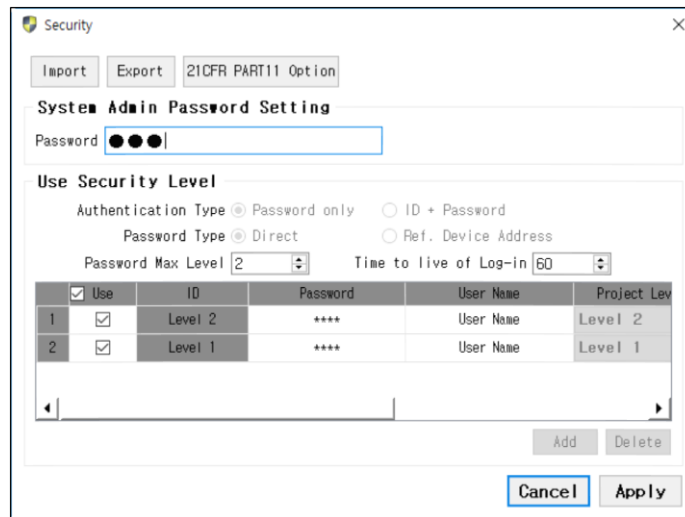 Security
Import Export 21CFR PART11 Option
System Admin Password Setting
Password ●●●
Use Security Level
Authentication Type Password only ID + Password
Password Type Direct Ref. Device Address
Password Max Level 2 Time to live of Log-in 60
Use ID Password User Name Project Lev
1 Level 2 **** User Name Level 2
2 Level 1 **** User Name Level 1
Add Delete
Cancel Apply